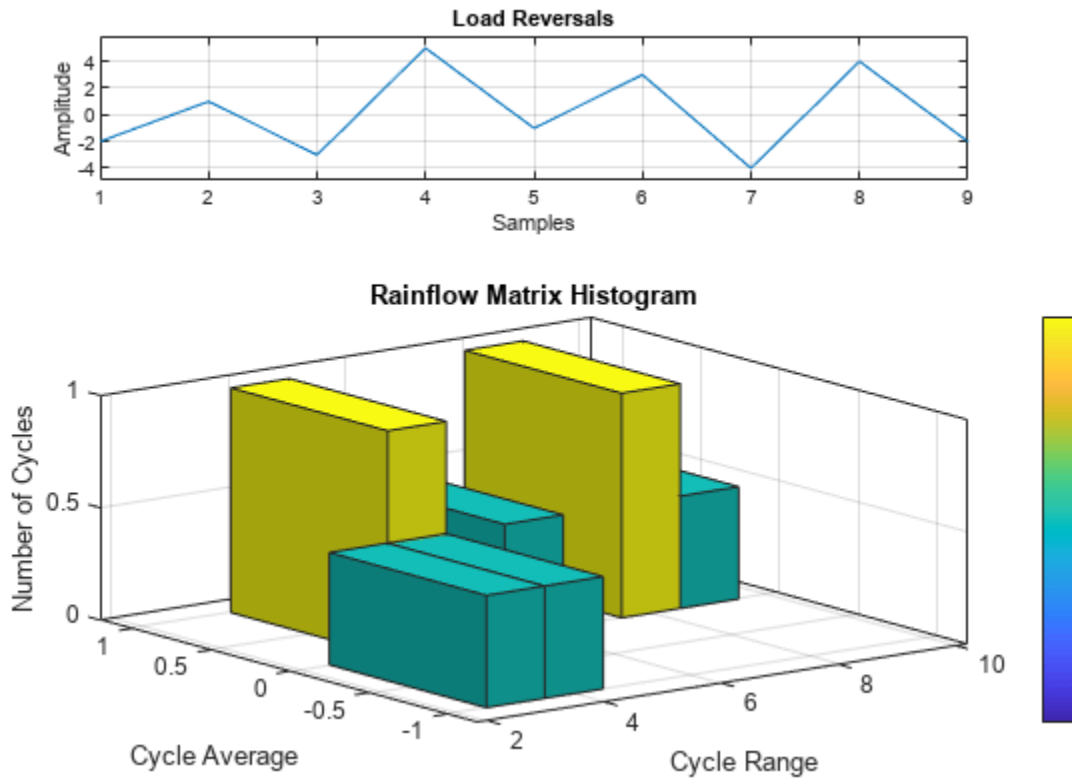 Load Reversals
4
2
0
-2
-4
Amplitude
1 2 3 4 5 6 7 8 9
Samples
Rainflow Matrix Histogram
1
0.5
0
Number of Cycles
1
0.5
0
-0.5
-1
Cycle Average
2
4
6
8
10
Cycle Range